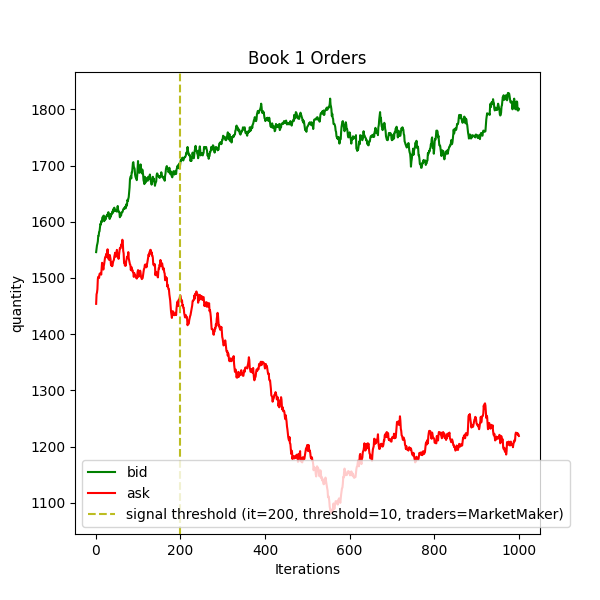 Book 1 Orders
1800
1700
1600
1500
1400
1300
1200
1100
quantity
bid
ask
signal threshold (it=200, threshold=10, traders=MarketMaker)
0 200 400 600 800 1000
Iterations